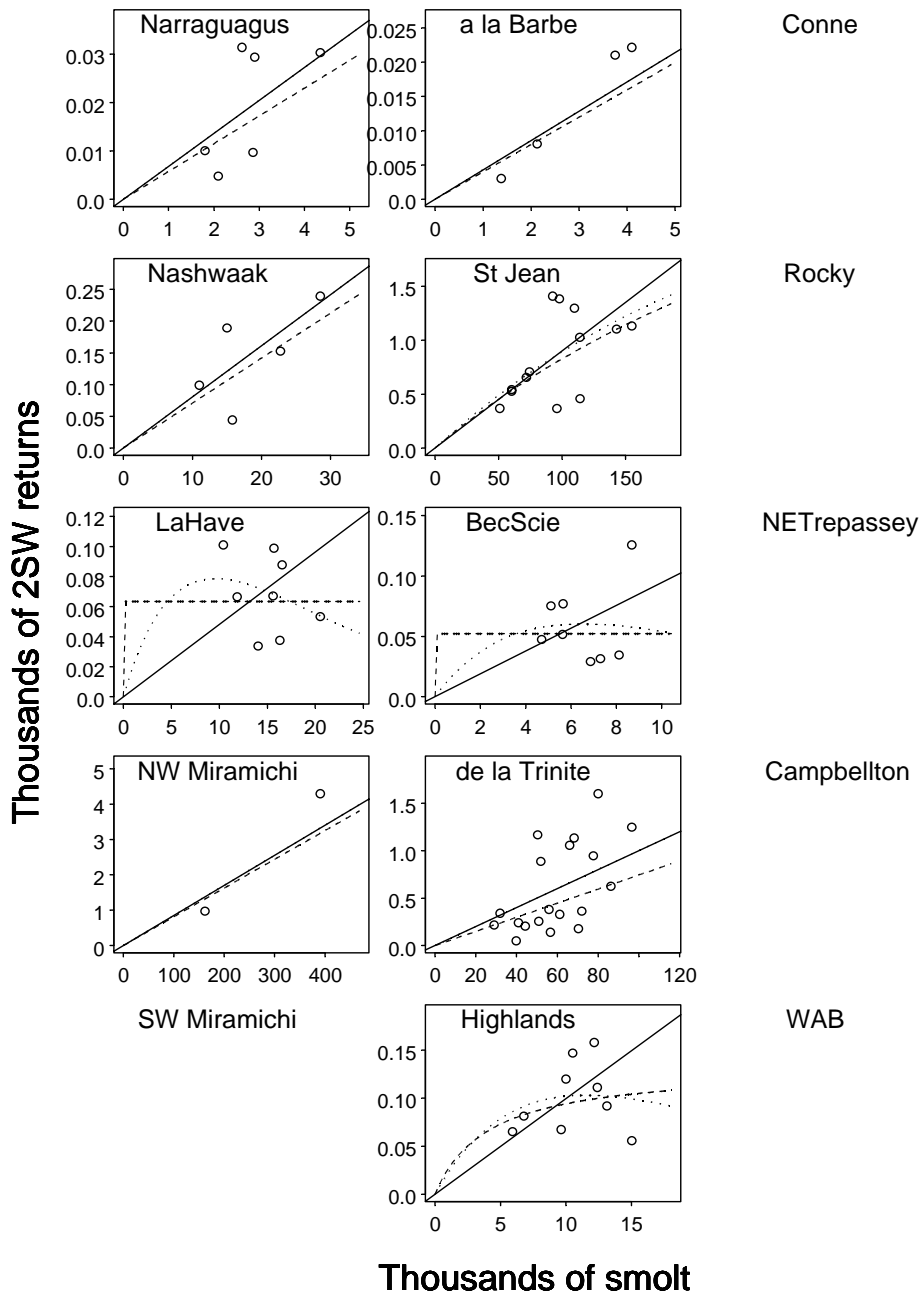 Narraguagus
a la Barbe
Conne
0.03
0.02
0.01
0.0
0 1 2 3 4 5
0.025
0.020
0.015
0.010
0.005
0.0
0 1 2 3 4 5
Nashwaak
St Jean
Rocky
0.25
0.20
0.15
0.10
0.05
0.0
0 10 20 30
1.5
1.0
0.5
0.0
0 50 100 150
LaHave
BecScie
NETrepassey
0.12
0.10
0.08
0.06
0.04
0.02
0.0
0 5 10 15 20 25
0.15
0.10
0.05
0.0
0 2 4 6 8 10
NW Miramichi
de la Trinite
Campbellton
5
4
3
2
1
0
0 100 200 300 400
1.5
1.0
0.5
0.0
0 20 40 60 80 100 120
SW Miramichi
Highlands
WAB
0.15
0.10
0.05
0.0
0 5 10 15
Thousands of 2SW returns
Thousands of smolt